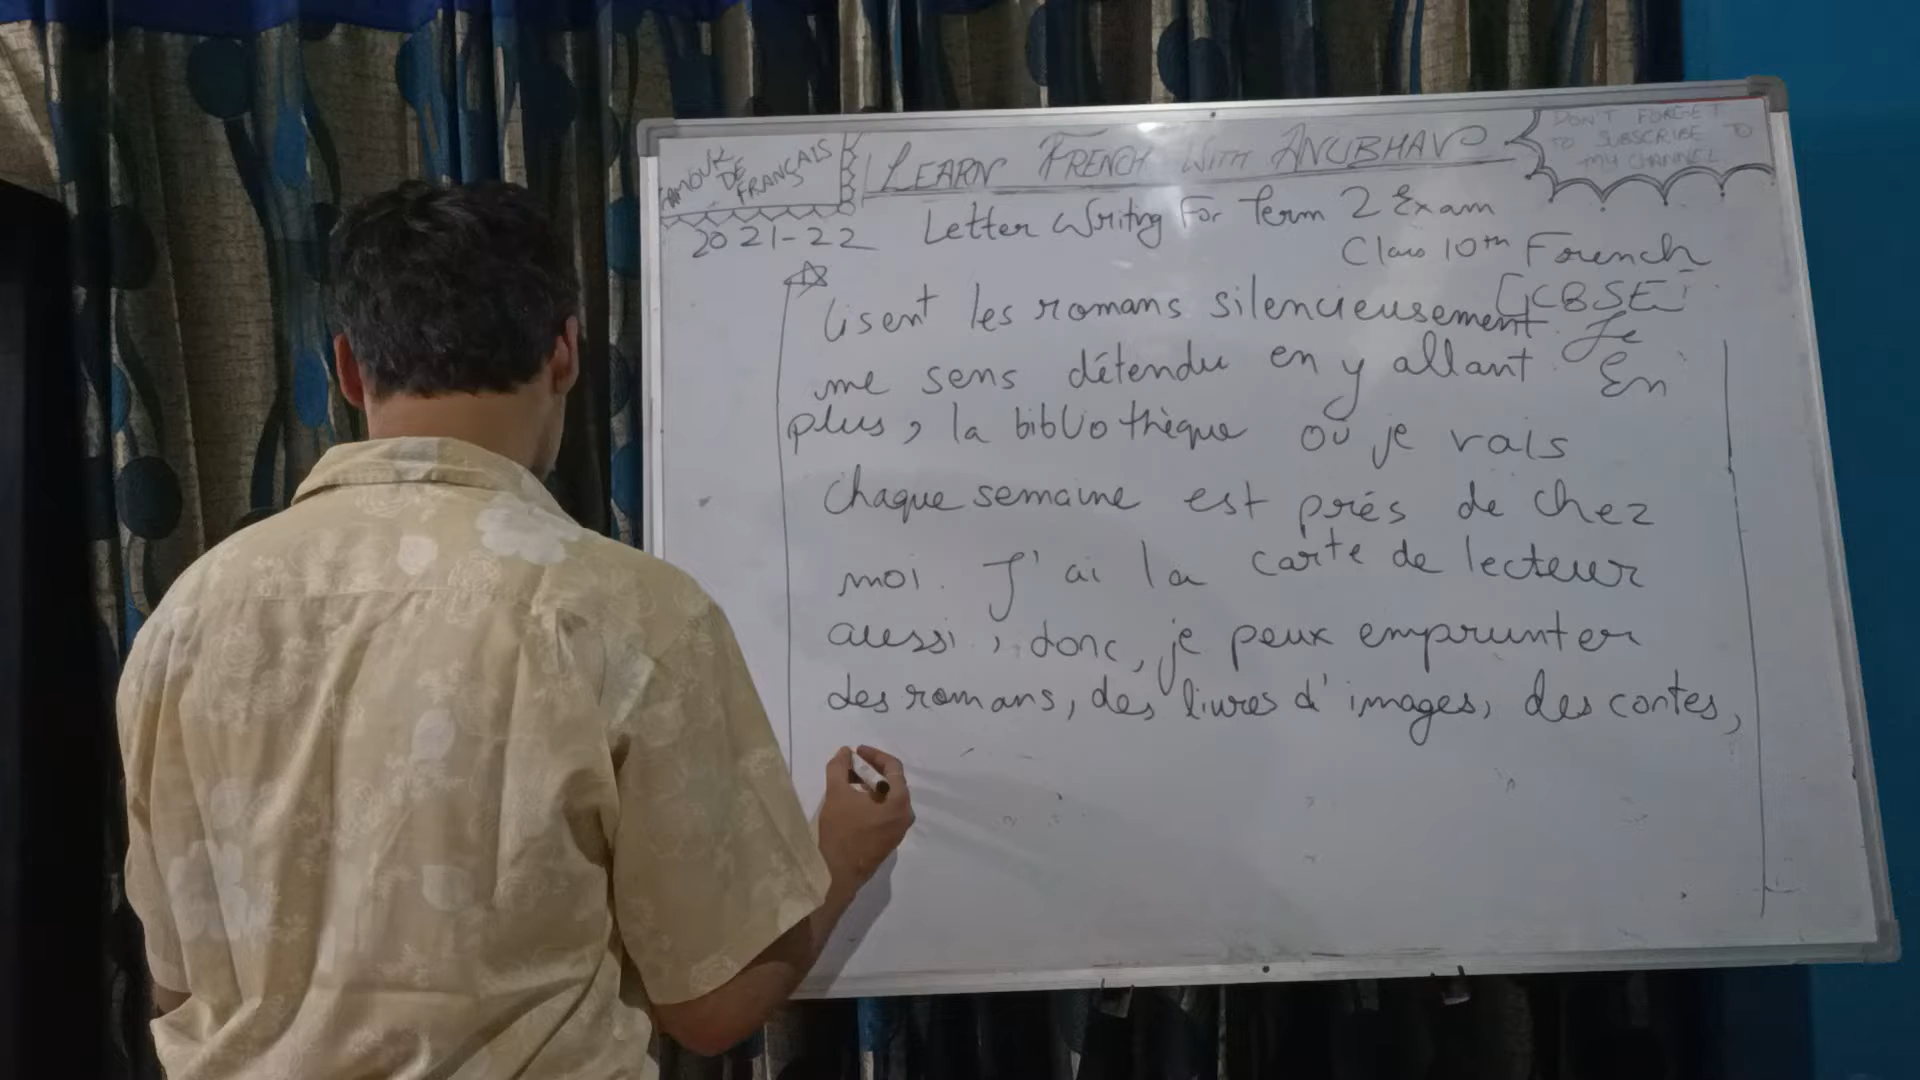 AMOUR
DE
FRANÇAIS
LEARN FRENCH WITH ANUBHAV
DON'T FORGET
TO SUBSCRIBE TO
MY CHANNEL
2021-22 Letter Writing For Term 2 Exam
Class 10th French
[CBSE]
lisent les romans silencieusement. Je
me sens détendu en y allant. En
plus, la bibliothèque où je vais
chaque semaine est prés de chez
moi. J'ai la carte de lecteur
aussi, donc, je peux emprunter
des romans, des livres d'images, des contes,